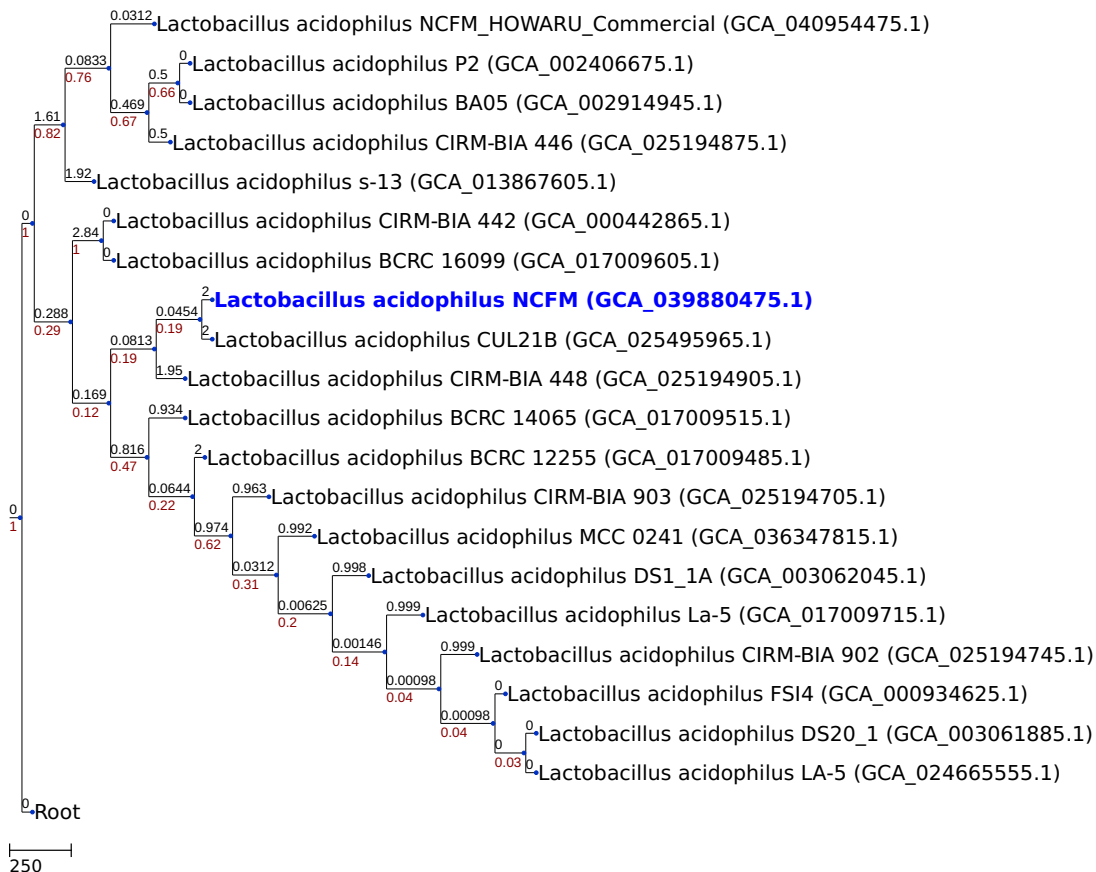 0.0312 Lactobacillus acidophilus NCFM_HOWARU_Commercial (GCA_040954475.1)
0.0833 0 Lactobacillus acidophilus P2 (GCA_002406675.1)
0.76 0.5
0.66
0.469 0 Lactobacillus acidophilus BA05 (GCA_002914945.1)
0.67
1.61
0.82
0.5 Lactobacillus acidophilus CIRM-BIA 446 (GCA_025194875.1)
1.92 Lactobacillus acidophilus s-13 (GCA_013867605.1)
0
1
0 Lactobacillus acidophilus CIRM-BIA 442 (GCA_000442865.1)
2.84
1
0 Lactobacillus acidophilus BCRC 16099 (GCA_017009605.1)
2 Lactobacillus acidophilus NCFM (GCA_039880475.1)
0.288 0.0454
0.29 0.19
2 Lactobacillus acidophilus CUL21B (GCA_025495965.1)
0.0813
0.19
1.95 Lactobacillus acidophilus CIRM-BIA 448 (GCA_025194905.1)
0.169
0.12
0.934 Lactobacillus acidophilus BCRC 14065 (GCA_017009515.1)
0.816 2 Lactobacillus acidophilus BCRC 12255 (GCA_017009485.1)
0.47
0.0644 0.963 Lactobacillus acidophilus CIRM-BIA 903 (GCA_025194705.1)
0.22
0
1
0.974 0.992 Lactobacillus acidophilus MCC 0241 (GCA_036347815.1)
0.62
0.0312 0.998 Lactobacillus acidophilus DS1_1A (GCA_003062045.1)
0.31
0.00625 0.999 Lactobacillus acidophilus La-5 (GCA_017009715.1)
0.2
0.00146 0.999 Lactobacillus acidophilus CIRM-BIA 902 (GCA_025194745.1)
0.14
0.00098 0 Lactobacillus acidophilus FSI4 (GCA_000934625.1)
0.04
0.00098
0.04
0 Lactobacillus acidophilus DS20_1 (GCA_003061885.1)
0
0.03
0 Lactobacillus acidophilus LA-5 (GCA_024665555.1)
0 Root
250